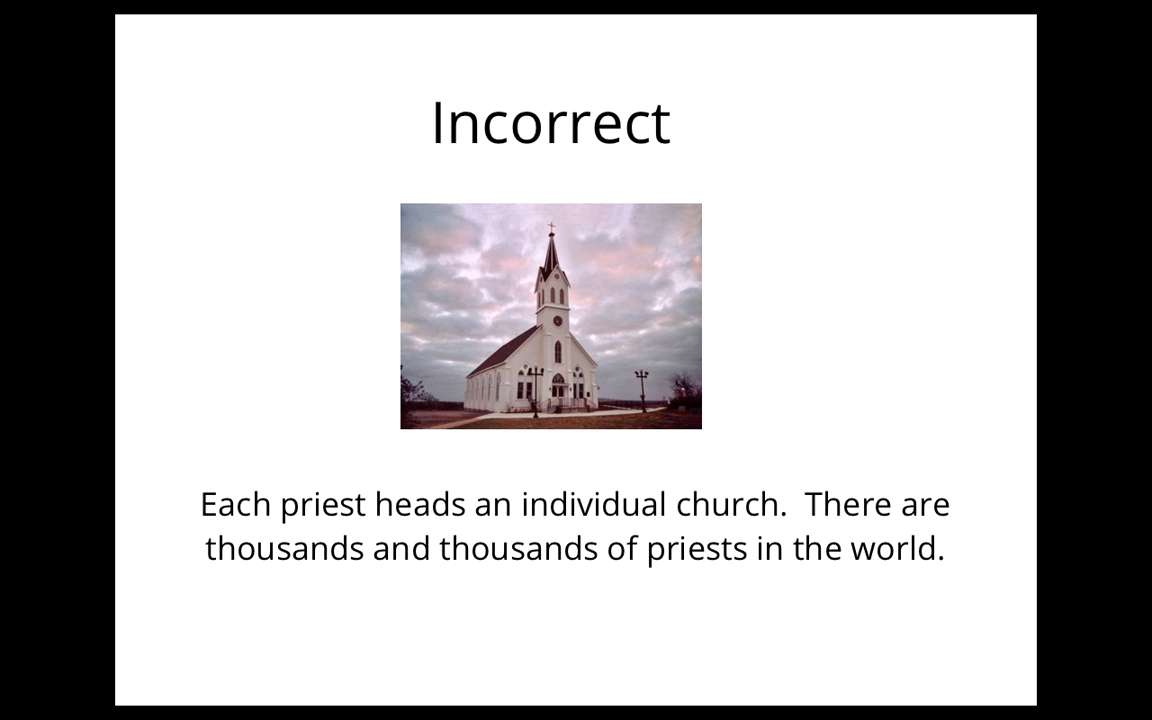 Incorrect
Each priest heads an individual church.  There are
thousands and thousands of priests in the world.